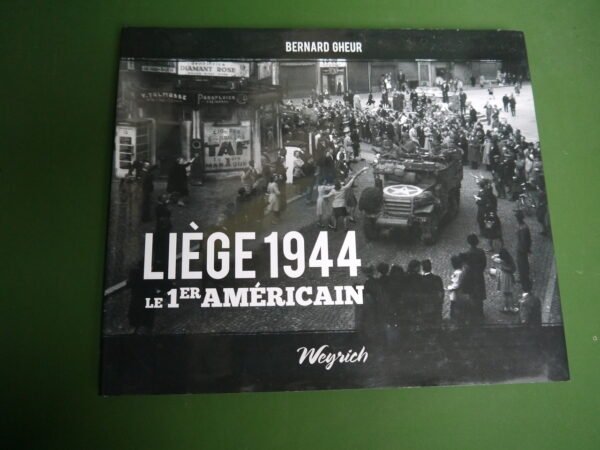 BERNARD GHEUR
DIAMANT ROSE
TAF
LIÈGE 1944
LE 1ER AMÉRICAIN
Weyrich